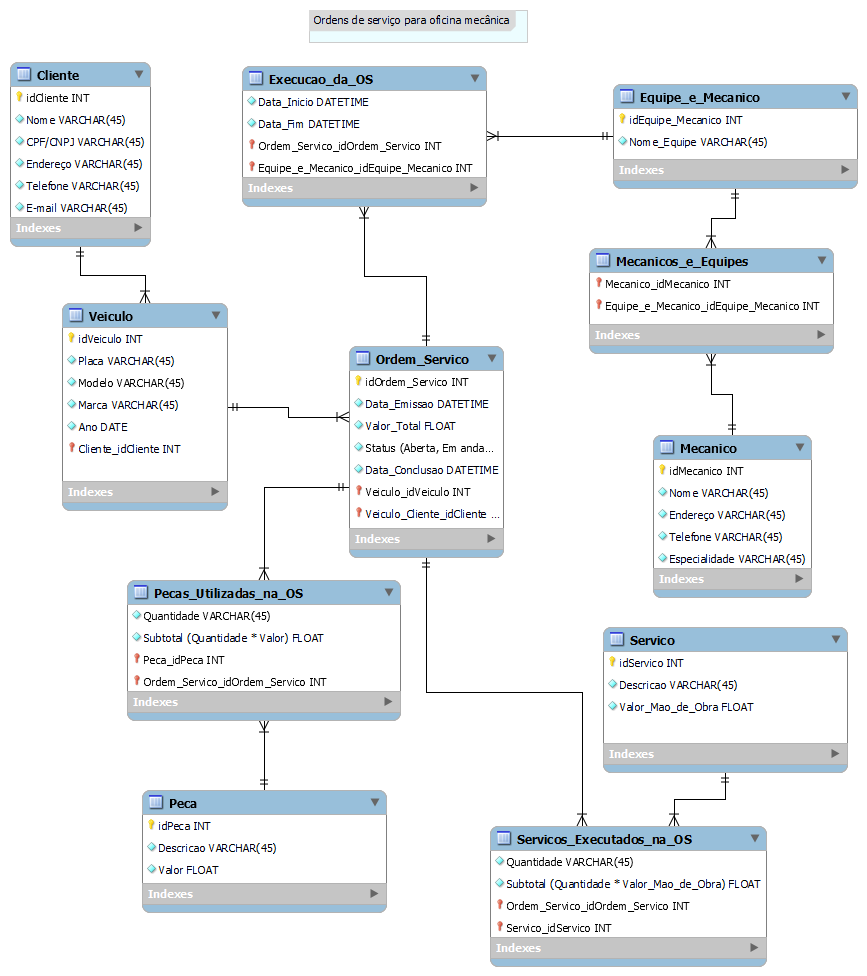 Ordens de serviço para oficina mecânica
Cliente
idCliente INT
Nome VARCHAR(45)
CPF/CNPJ VARCHAR(45)
Endereço VARCHAR(45)
Telefone VARCHAR(45)
E-mail VARCHAR(45)
Indexes
Execucao_da_OS
Data_Inicio DATETIME
Data_Fim DATETIME
Ordem_Servico_idOrdem_Servico INT
Equipe_e_Mecanico_idEquipe_Mecanico INT
Indexes
Equipe_e_Mecanico
idEquipe_Mecanico INT
Nome_Equipe VARCHAR(45)
Indexes
Mecanicos_e_Equipes
Mecanico_idMecanico INT
Equipe_e_Mecanico_idEquipe_Mecanico INT
Indexes
Veiculo
idVeiculo INT
Placa VARCHAR(45)
Modelo VARCHAR(45)
Marca VARCHAR(45)
Ano DATE
Cliente_idCliente INT
Indexes
Ordem_Servico
idOrdem_Servico INT
Data_Emissao DATETIME
Valor_Total FLOAT
Status (Aberta, Em anda...
Data_Conclusao DATETIME
Veiculo_idVeiculo INT
Veiculo_Cliente_idCliente ...
Indexes
Mecanico
idMecanico INT
Nome VARCHAR(45)
Endereço VARCHAR(45)
Telefone VARCHAR(45)
Especialidade VARCHAR(45)
Indexes
Pecas_Utilizadas_na_OS
Quantidade VARCHAR(45)
Subtotal (Quantidade * Valor) FLOAT
Peca_idPeca INT
Ordem_Servico_idOrdem_Servico INT
Indexes
Servico
idServico INT
Descricao VARCHAR(45)
Valor_Mao_de_Obra FLOAT
Indexes
Peca
idPeca INT
Descricao VARCHAR(45)
Valor FLOAT
Indexes
Servicos_Executados_na_OS
Quantidade VARCHAR(45)
Subtotal (Quantidade * Valor_Mao_de_Obra) FLOAT
Ordem_Servico_idOrdem_Servico INT
Servico_idServico INT
Indexes